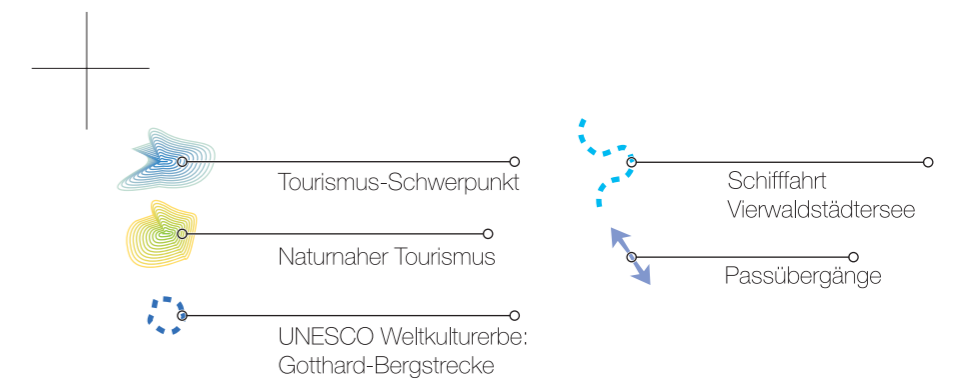 Tourismus-Schwerpunkt
Naturnaher Tourismus
UNESCO Weltkulturerbe:
Gotthard-Bergstrecke
Schifffahrt
Vierwaldstädtersee
Passübergänge